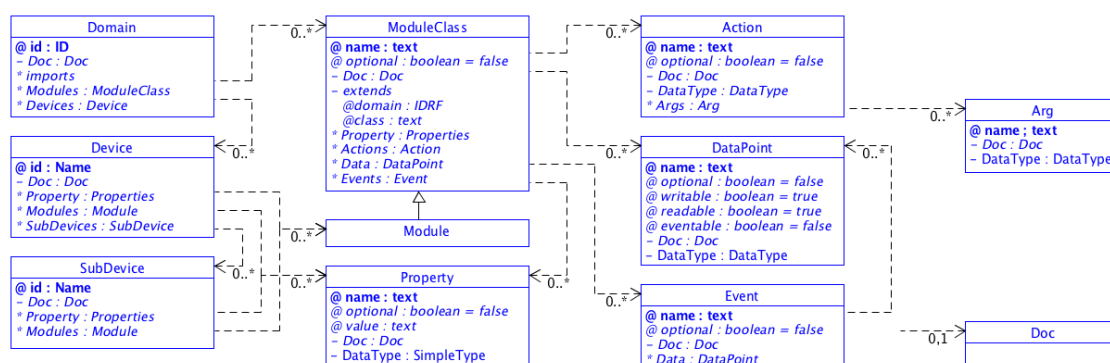 Domain
@ id : ID
- Doc : Doc
* imports
* Modules : ModuleClass
* Devices : Device
0..*
ModuleClass
@ name : text
@ optional : boolean = false
- Doc : Doc
- extends
@domain : IDRF
@class : text
* Property : Properties
* Actions : Action
* Data : DataPoint
* Events : Event
0..*
Action
@ name : text
@ optional : boolean = false
- Doc : Doc
- DataType : DataType
* Args : Arg
0..*
Arg
@ name ; text
- Doc : Doc
- DataType : DataType
Device
@ id : Name
- Doc : Doc
* Property : Properties
* Modules : Module
* SubDevices : SubDevice
0..*
0..*
Module
0..*
DataPoint
@ name : text
@ optional : boolean = false
@ writable : boolean = true
@ readable : boolean = true
@ eventable : boolean = false
- Doc : Doc
- DataType : DataType
0..*
SubDevice
@ id : Name
- Doc : Doc
* Property : Properties
* Modules : Module
0..*
0..*
Property
@ name : text
@ optional : boolean = false
@ value : text
- Doc : Doc
- DataType : SimpleType
0..*
0..*
Event
@ name : text
@ optional : boolean = false
- Doc : Doc
* Data : DataPoint
0,1
Doc